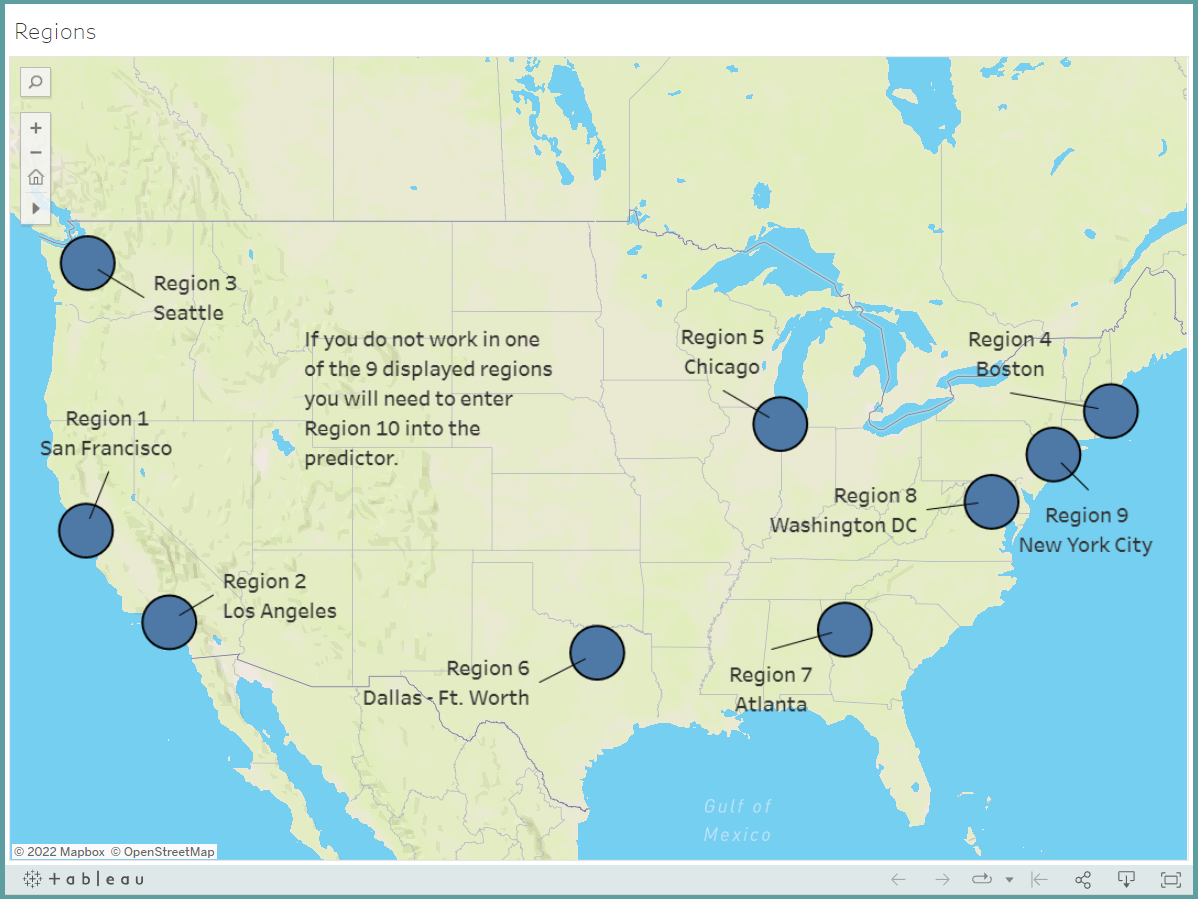 Regions
Region 3
Seattle
If you do not work in one
of the 9 displayed regions
you will need to enter
Region 10 into the
predictor.
Region 5
Chicago
Region 4
Boston
Region 1
San Francisco
Region 8
Washington DC
Region 9
New York City
Region 2
Los Angeles
Region 6
Dallas - Ft. Worth
Region 7
Atlanta
Gulf of
Mexico
© 2022 Mapbox © OpenStreetMap
+ a b | e a u